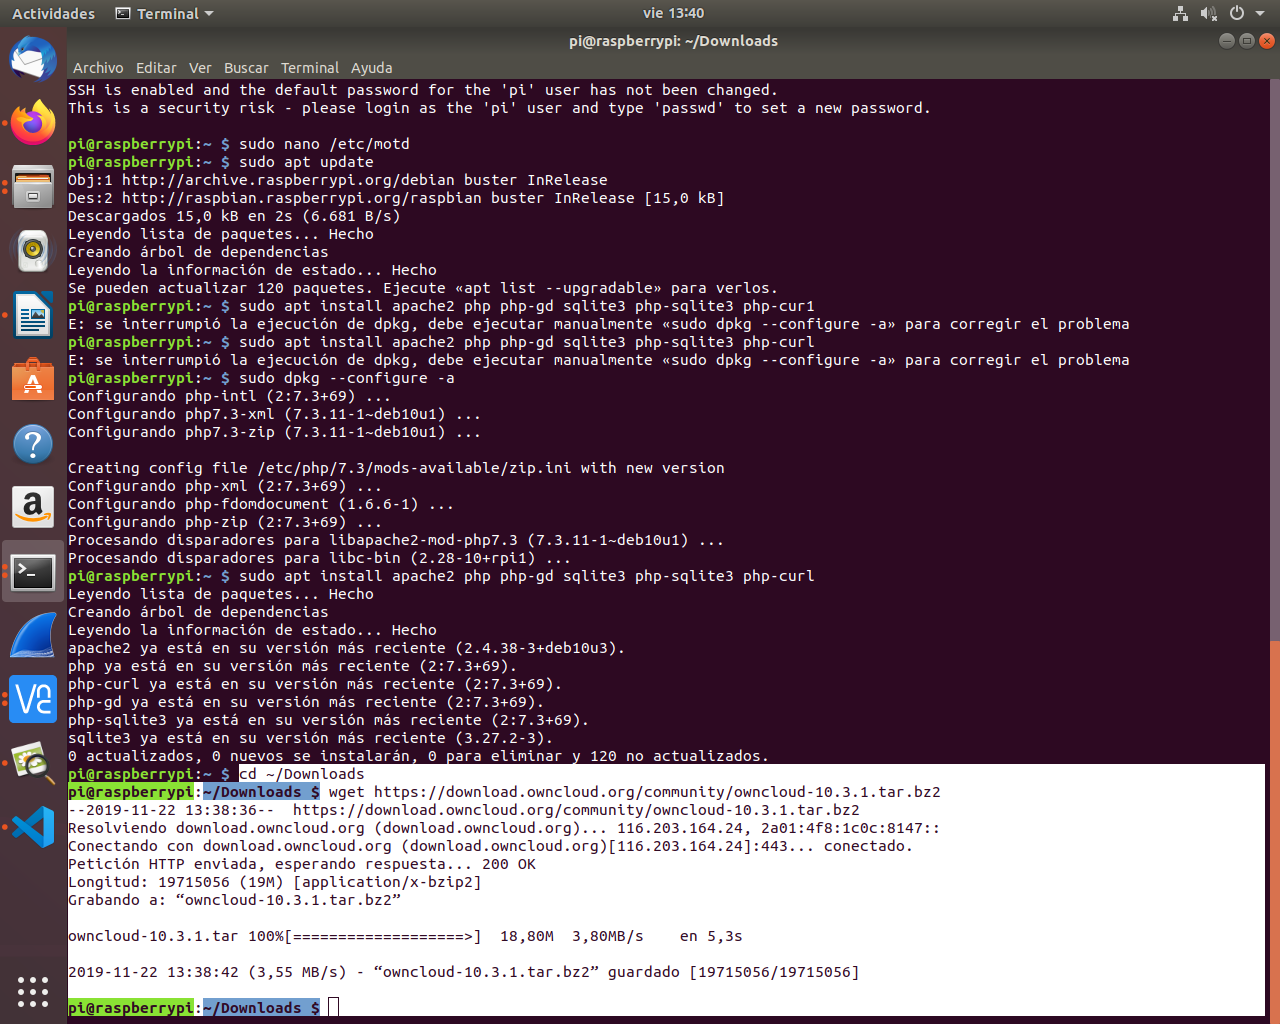 Actividades
Terminal
vie 13:40
pi@raspberrypi: ~/Downloads
Archivo Editar Ver Buscar Terminal Ayuda
SSH is enabled and the default password for the 'pi' user has not been changed.
This is a security risk - please login as the 'pi' user and type 'passwd' to set a new password.
pi@raspberrypi:~ $ sudo nano /etc/motd
pi@raspberrypi:~ $ sudo apt update
Obj:1 http://archive.raspberrypi.org/debian buster InRelease
Des:2 http://raspbian.raspberrypi.org/raspbian buster InRelease [15,0 kB]
Descargados 15,0 kB en 2s (6.681 B/s)
Leyendo lista de paquetes... Hecho
Creando árbol de dependencias
Leyendo la información de estado... Hecho
Se pueden actualizar 120 paquetes. Ejecute «apt list --upgradable» para verlos.
pi@raspberrypi:~ $ sudo apt install apache2 php php-gd sqlite3 php-sqlite3 php-cur1
E: se interrumpió la ejecución de dpkg, debe ejecutar manualmente «sudo dpkg --configure -a» para corregir el problema
pi@raspberrypi:~ $ sudo apt install apache2 php php-gd sqlite3 php-sqlite3 php-curl
E: se interrumpió la ejecución de dpkg, debe ejecutar manualmente «sudo dpkg --configure -a» para corregir el problema
pi@raspberrypi:~ $ sudo dpkg --configure -a
Configurando php-intl (2:7.3+69) ...
Configurando php7.3-xml (7.3.11-1~deb10u1) ...
Configurando php7.3-zip (7.3.11-1~deb10u1) ...
Creating config file /etc/php/7.3/mods-available/zip.ini with new version
Configurando php-xml (2:7.3+69) ...
Configurando php-fdomdocument (1.6.6-1) ...
Configurando php-zip (2:7.3+69) ...
Procesando disparadores para libapache2-mod-php7.3 (7.3.11-1~deb10u1) ...
Procesando disparadores para libc-bin (2.28-10+rpi1) ...
pi@raspberrypi:~ $ sudo apt install apache2 php php-gd sqlite3 php-sqlite3 php-curl
Leyendo lista de paquetes... Hecho
Creando árbol de dependencias
Leyendo la información de estado... Hecho
apache2 ya está en su versión más reciente (2.4.38-3+deb10u3).
php ya está en su versión más reciente (2:7.3+69).
php-curl ya está en su versión más reciente (2:7.3+69).
php-gd ya está en su versión más reciente (2:7.3+69).
php-sqlite3 ya está en su versión más reciente (2:7.3+69).
sqlite3 ya está en su versión más reciente (3.27.2-3).
0 actualizados, 0 nuevos se instalarán, 0 para eliminar y 120 no actualizados.
pi@raspberrypi:~ $ cd ~/Downloads
pi@raspberrypi:~/Downloads $ wget https://download.owncloud.org/community/owncloud-10.3.1.tar.bz2
--2019-11-22 13:38:36--  https://download.owncloud.org/community/owncloud-10.3.1.tar.bz2
Resolviendo download.owncloud.org (download.owncloud.org)... 116.203.164.24, 2a01:4f8:1c0c:8147::
Conectando con download.owncloud.org (download.owncloud.org)[116.203.164.24]:443... conectado.
Petición HTTP enviada, esperando respuesta... 200 OK
Longitud: 19715056 (19M) [application/x-bzip2]
Grabando a: “owncloud-10.3.1.tar.bz2”
owncloud-10.3.1.tar 100%[===================>]  18,80M  3,80MB/s    en 5,3s
2019-11-22 13:38:42 (3,55 MB/s) - “owncloud-10.3.1.tar.bz2” guardado [19715056/19715056]
pi@raspberrypi:~/Downloads $